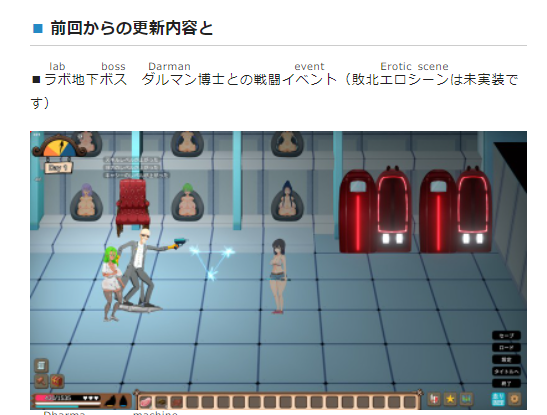 ■ 前回からの更新内容と
lab boss Darman event Erotic scene
■ラボ地下ボス ダルマン博士との戦闘イベント（敗北エロシーンは未実装で
す）
Day 9
セーブ
ロード
設定
タイトルへ
終了
Dharma machine